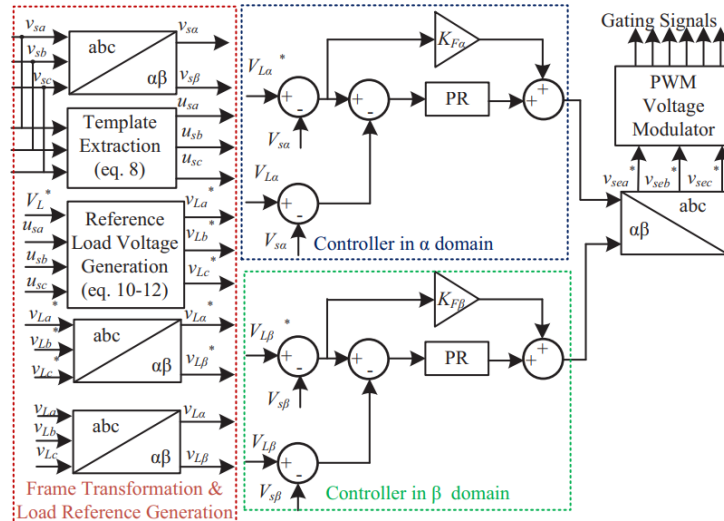 v_sa
v_sb
v_sc
abc
αβ
v_sα
v_sβ
Template
Extraction
(eq. 8)
u_sa
u_sb
u_sc
V_L*
u_sa
u_sb
u_sc
Reference
Load Voltage
Generation
(eq. 10-12)
v_La*
v_Lb*
v_Lc*
v_La*
v_Lb*
v_Lc*
abc
αβ
v_Lα*
v_Lβ*
v_La
v_Lb
v_Lc
abc
αβ
v_Lα
v_Lβ
Frame Transformation &
Load Reference Generation
V_Lα*
+
-
V_sα
+
-
K_Fα
PR
+
+
V_Lα
+
-
V_sα
Controller in α domain
V_Lβ*
+
-
V_sβ
+
-
K_Fβ
PR
+
+
V_Lβ
+
-
V_sβ
Controller in β domain
Gating Signals
PWM
Voltage
Modulator
v_sea* v_seb* v_sec*
abc
αβ